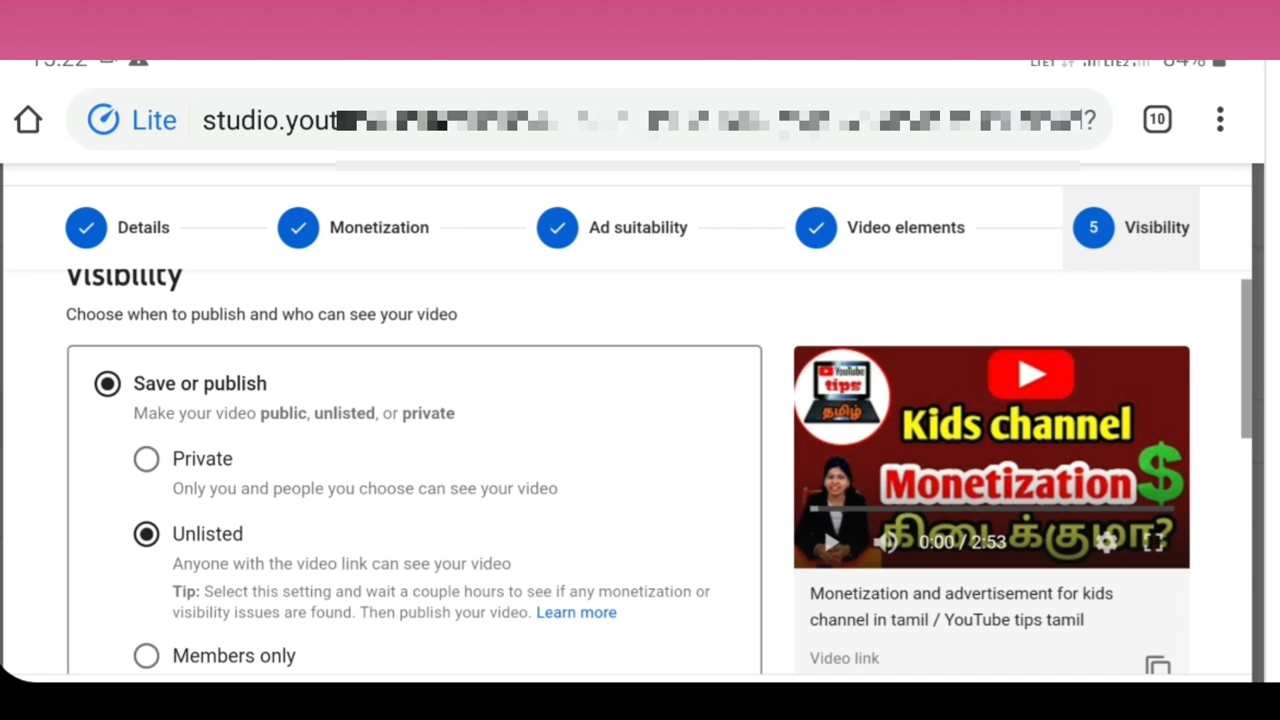 Lite studio.yout ?
10
Details Monetization Ad suitability Video elements 5 Visibility
Visibility
Choose when to publish and who can see your video
Save or publish
Make your video public, unlisted, or private
Private
Only you and people you choose can see your video
Unlisted
Anyone with the video link can see your video
Tip: Select this setting and wait a couple hours to see if any monetization or
visibility issues are found. Then publish your video. Learn more
Members only
YouTube
tips
தமிழ்
Kids channel
Monetization $
கிடைக்குமா?
0:00 / 2:53
Monetization and advertisement for kids
channel in tamil / YouTube tips tamil
Video link